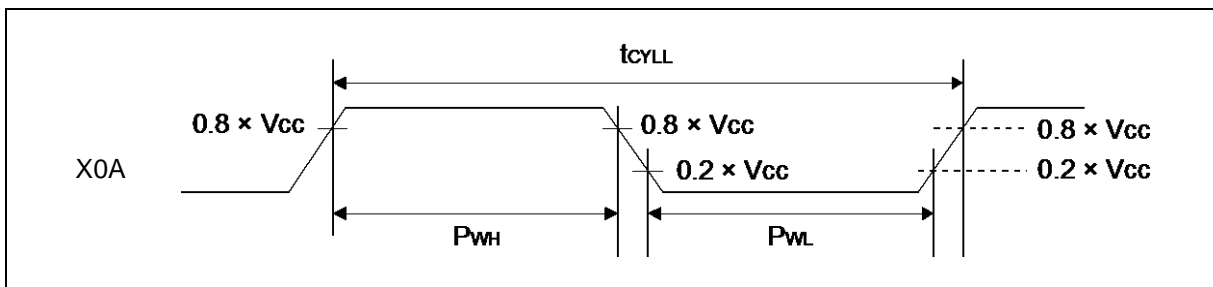 tCYLL
0.8 × Vcc
0.8 × Vcc
0.8 × Vcc
X0A
0.2 × Vcc
0.2 × Vcc
PWH
PWL